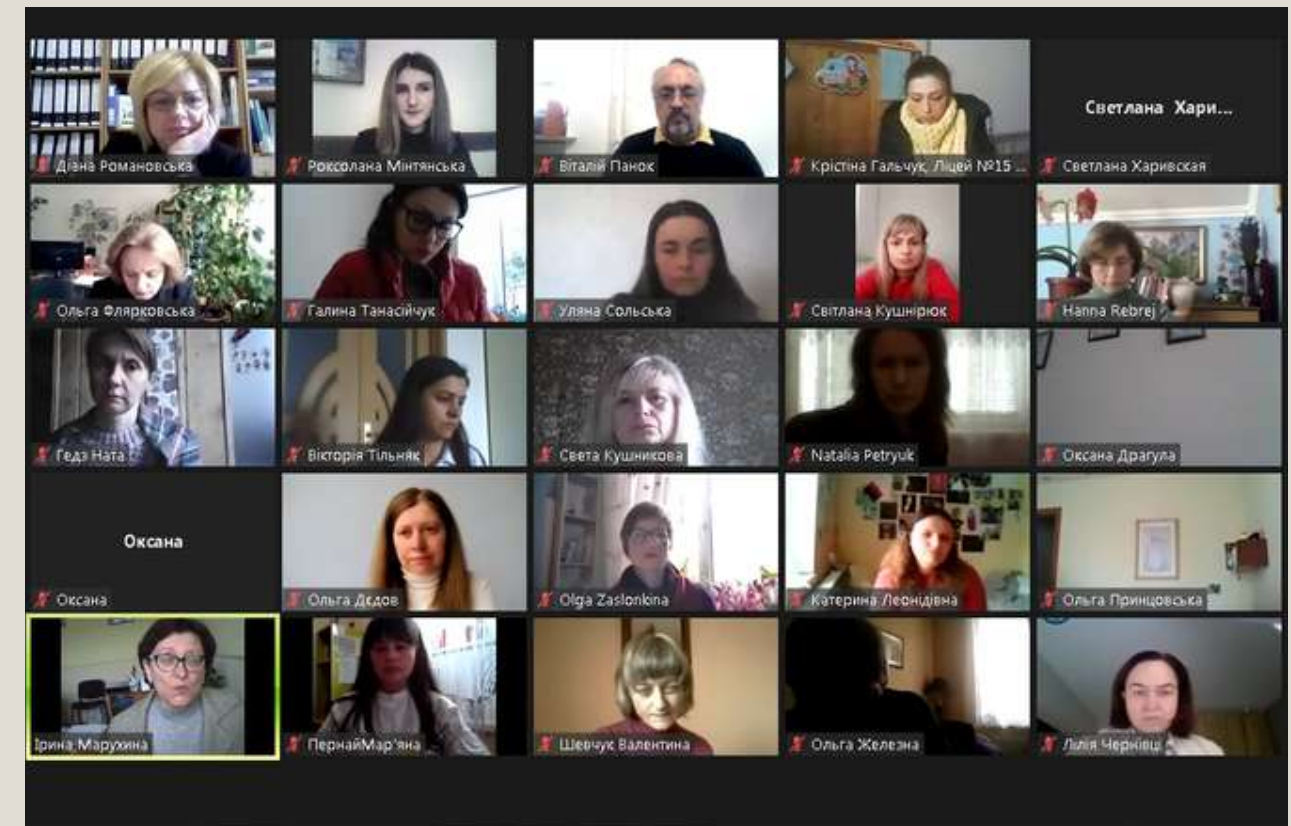 Діана Романовська
Роксолана Мінтянська
Віталій Панок
Крістіна Гальчук, Ліцей №15 ...
Светлана Хари...
Светлана Харивская
Ольга Флярковська
Галина Танасійчук
Уляна Сольська
Світлана Кушнірюк
Hanna Rebrej
Гедз Ната
Вікторія Тільняк
Света Кушникова
Natalia Petryuk
Оксана Драгула
Оксана
Оксана
Ольга Дєдов
Olga Zaslonkina
Катерина Леонідівна
Ольга Принцовська
Ірина Марухина
ПернайМар'яна
Шевчук Валентина
Ольга Железна
Лілія Чернівці